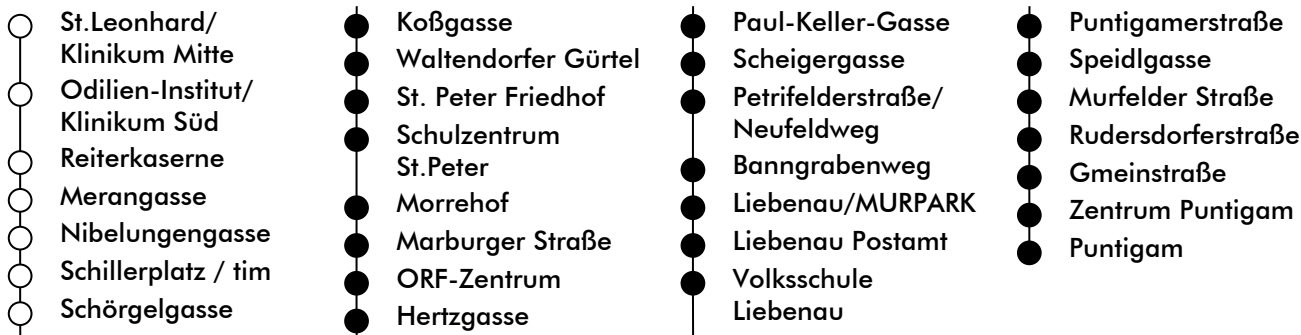 St.Leonhard/
Klinikum Mitte
Odilien-Institut/
Klinikum Süd
Reiterkaserne
Merangasse
Nibelungengasse
Schillerplatz / tim
Schörgelgasse
Koßgasse
Waltendorfer Gürtel
St. Peter Friedhof
Schulzentrum
St.Peter
Morrehof
Marburger Straße
ORF-Zentrum
Hertzgasse
Paul-Keller-Gasse
Scheigergasse
Petrifelderstraße/
Neufeldweg
Banngrabenweg
Liebenau/MURPARK
Liebenau Postamt
Volksschule
Liebenau
Puntigamerstraße
Speidlgasse
Murfelder Straße
Rudersdorferstraße
Gmeinstraße
Zentrum Puntigam
Puntigam